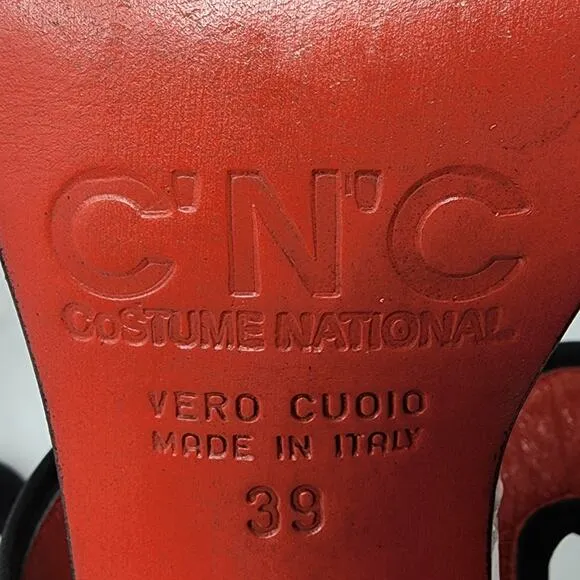 C'N'C
CoSTUME NATIONAL
VERO CUOIO
MADE IN ITALY
39